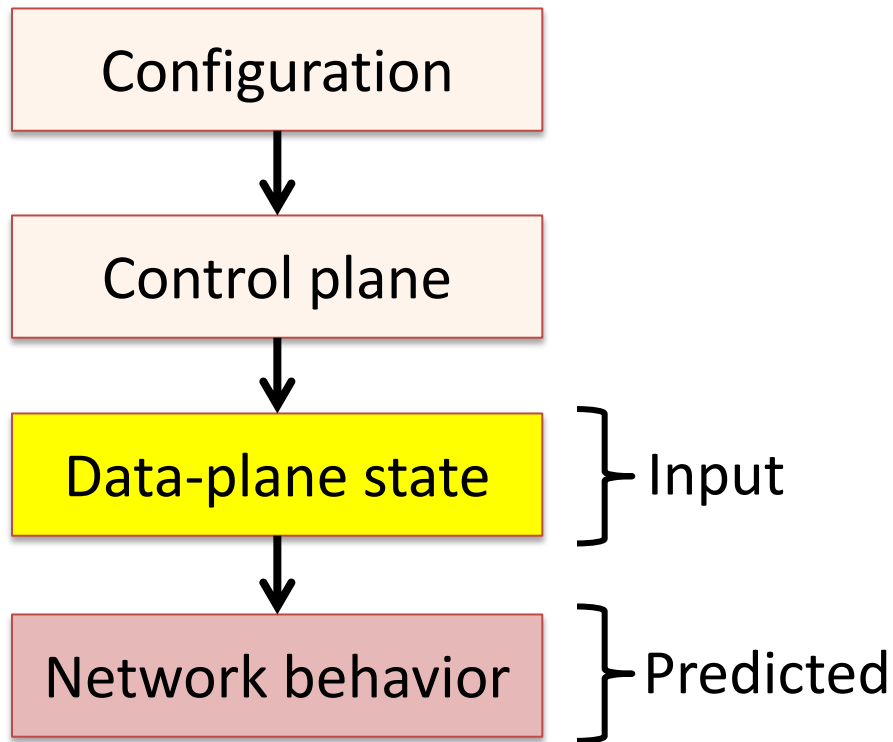 Configuration
Control plane
Data-plane state
Input
Network behavior
Predicted